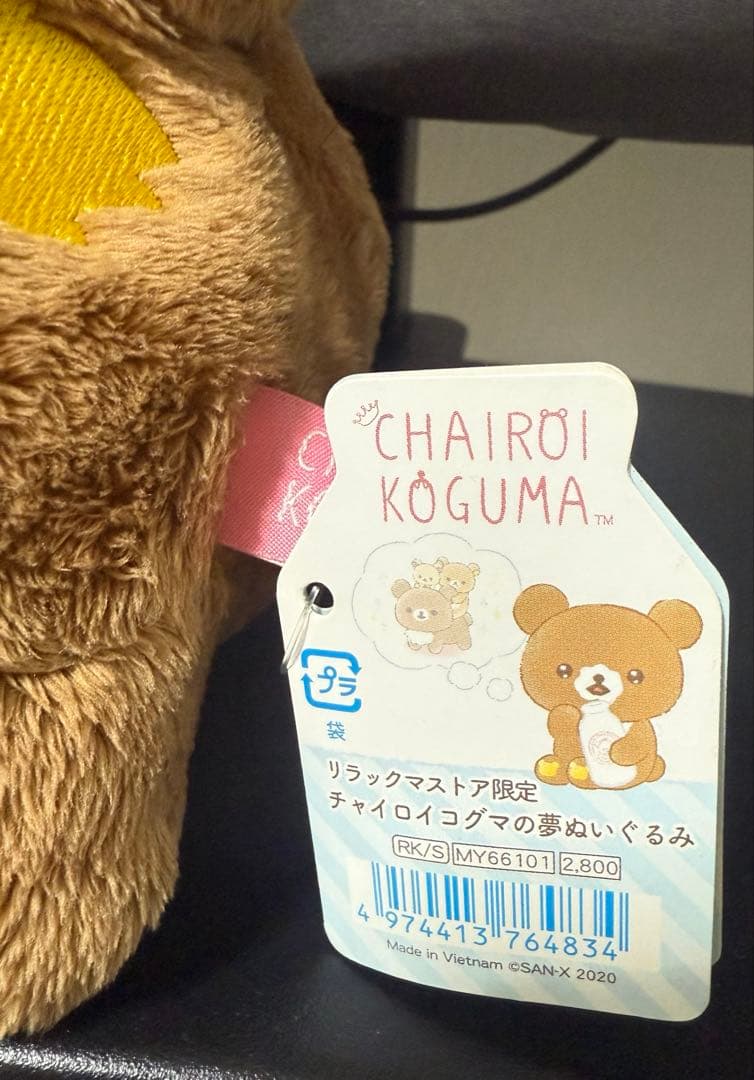 CHAIROI
KOGUMA™
プラ
袋
リラックマストア限定
チャイロイコグマの夢ぬいぐるみ
RK/S MY66101 2,800
4 974413 764834
Made in Vietnam ©SAN-X 2020